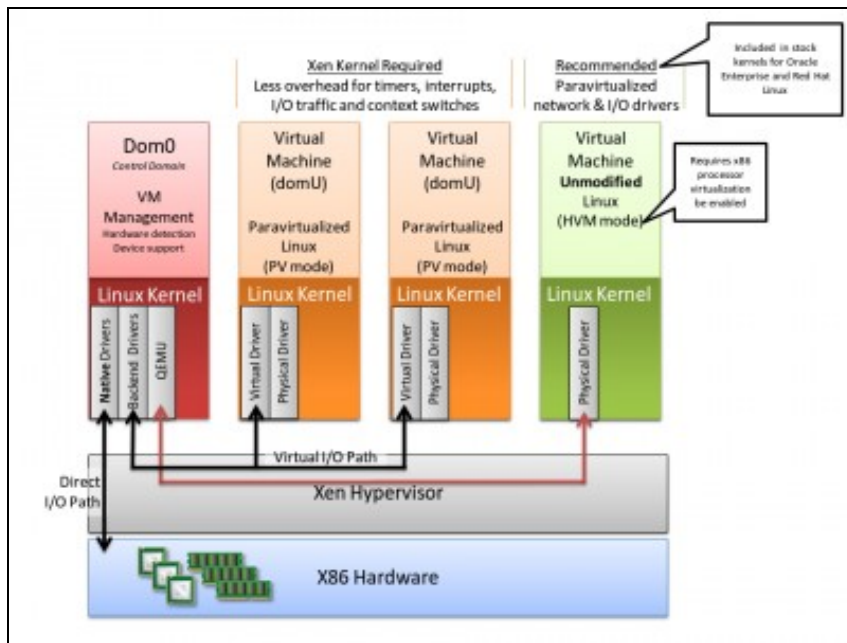 Xen Kernel Required
Less overhead for timers, interrupts,
I/O traffic and context switches
Recommended
Paravirtualized
network & I/O drivers
Included in stock
kernels for Oracle
Enterprise and Red Hat
Linux
Dom0
Control Domain
VM
Management
Hardware detection
Device support
Linux Kernel
Native Drivers
Backend Drivers
QEMU
Virtual
Machine
(domU)
Paravirtualized
Linux
(PV mode)
Linux Kernel
Virtual Driver
Physical Driver
Virtual
Machine
(domU)
Paravirtualized
Linux
(PV mode)
Linux Kernel
Virtual Driver
Physical Driver
Virtual
Machine
Unmodified
Linux
(HVM mode)
Requires x86
processor
virtualization
be enabled
Linux Kernel
Physical Driver
Virtual I/O Path
Direct
I/O Path
Xen Hypervisor
X86 Hardware